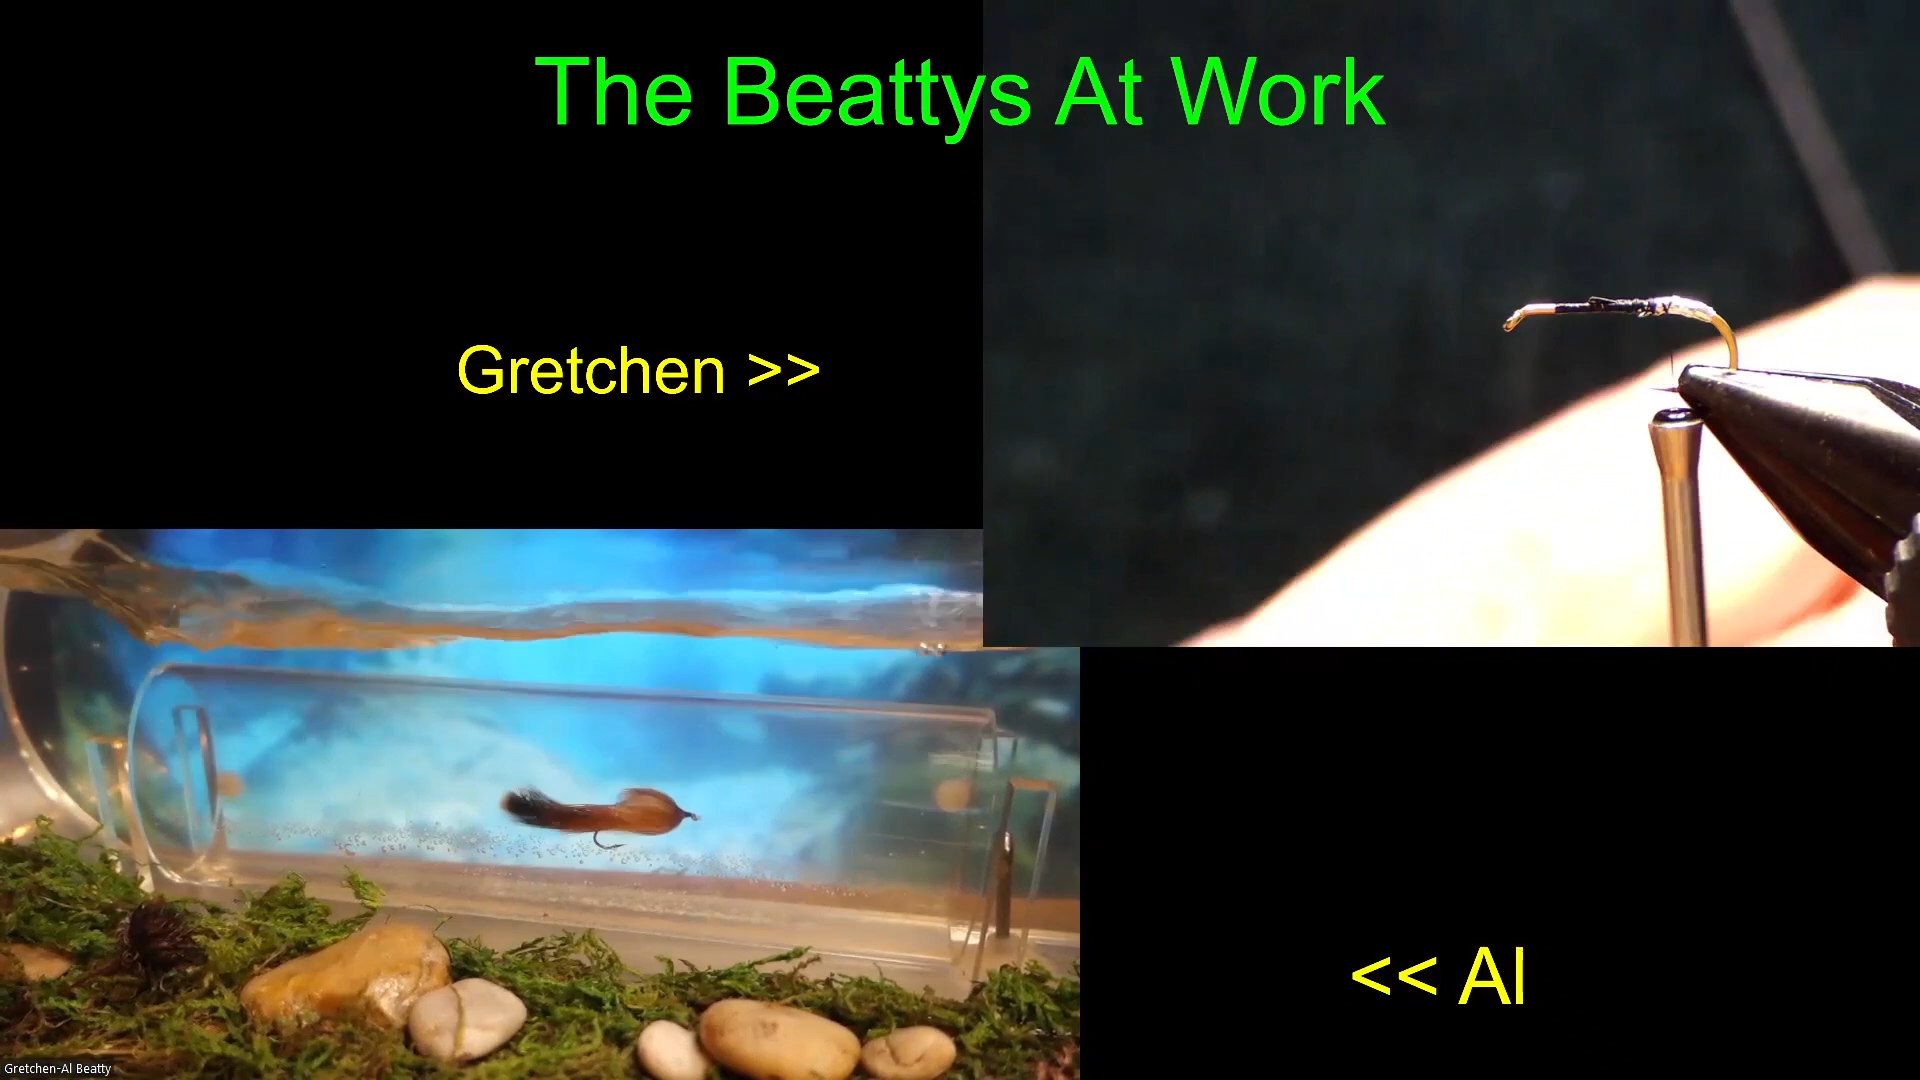 The Beattys At Work
Gretchen >>
<< Al
Gretchen-Al Beatty